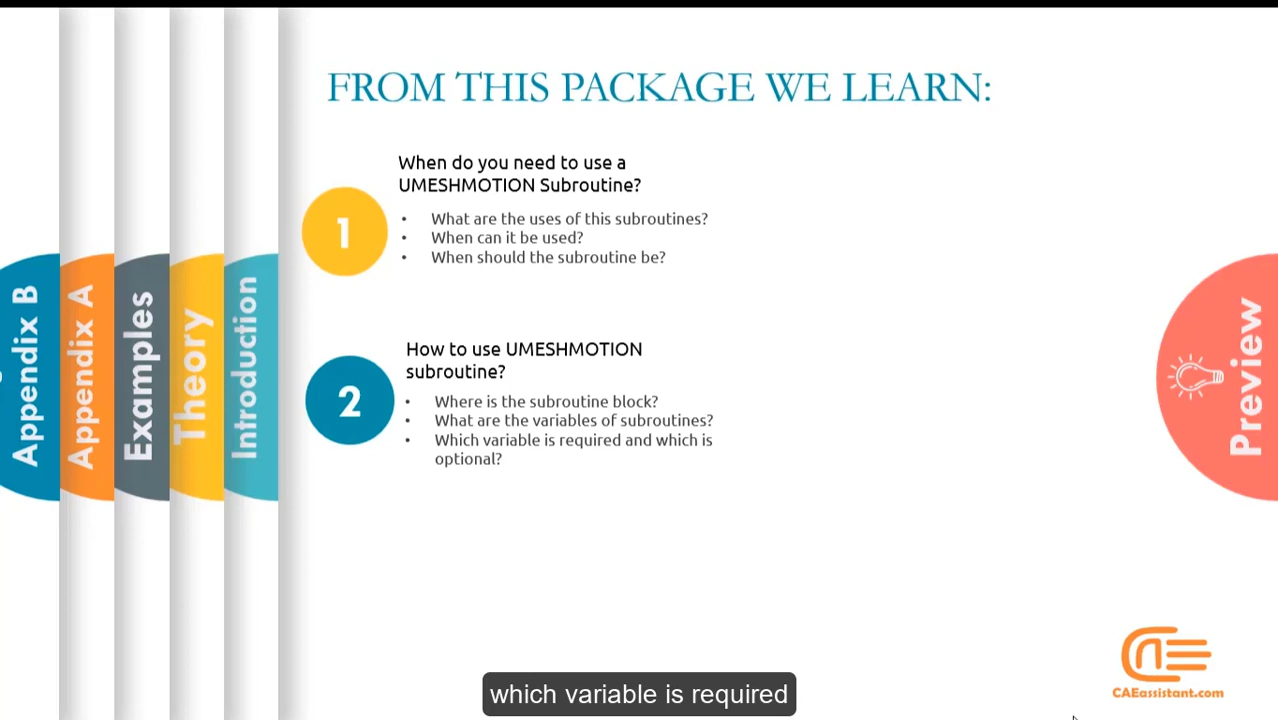 FROM THIS PACKAGE WE LEARN:
When do you need to use a
UMESHMOTION Subroutine?
1
• What are the uses of this subroutines?
• When can it be used?
• When should the subroutine be?
How to use UMESHMOTION
subroutine?
2
• Where is the subroutine block?
• What are the variables of subroutines?
• Which variable is required and which is
optional?
Appendix B
Appendix A
Examples
Theory
Introduction
Preview
CAEassistant.com
which variable is required